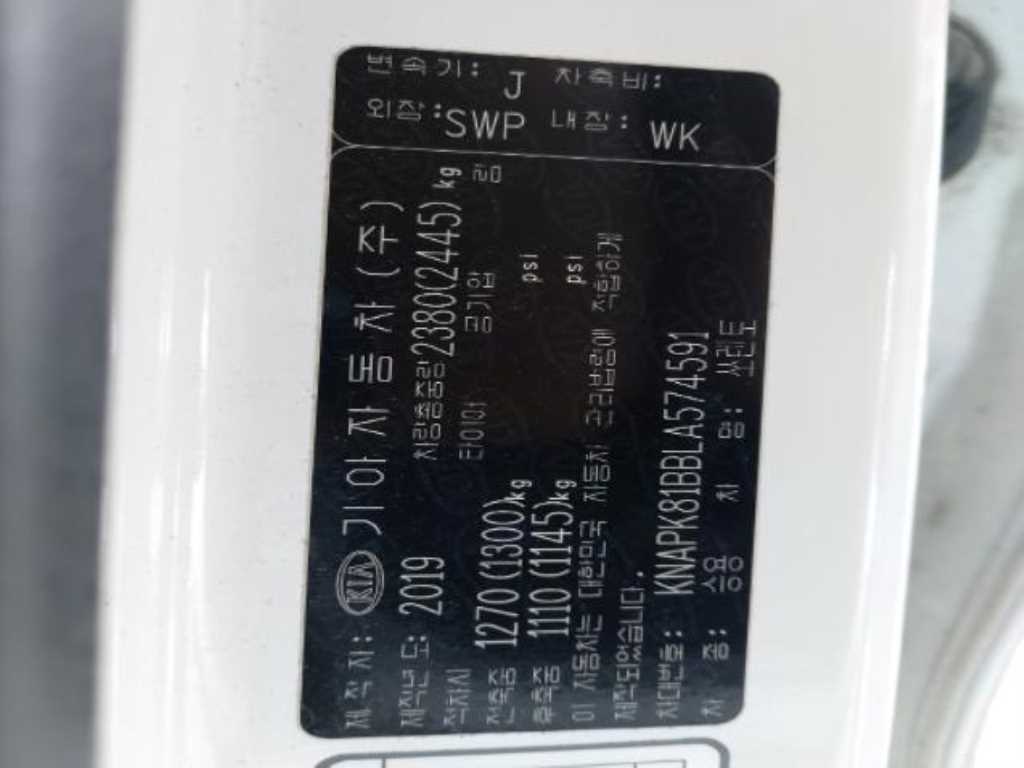 변속기: J 차축비:
외장: SWP 내장: WK
제작자: KIA 기아자동차(주)
제작년도: 2019 차량총중량 2380(2445) kg
적차시 타이어 공기압 림
전축중 1270 (1300)kg psi
후축중 1110 (1145)kg psi
이 자동차는 대한민국 자동차 관리법령에 적합하게
제작되었습니다.
차대번호: KNAPK81BBLA574591
차 종: 승용 차 명: 쏘렌토